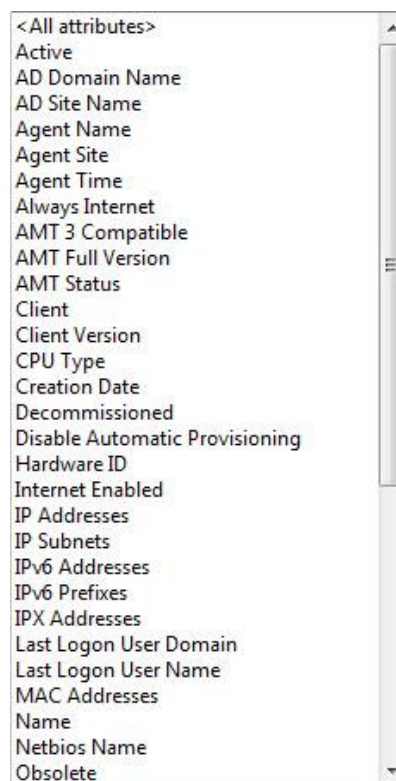 <All attributes>
Active
AD Domain Name
AD Site Name
Agent Name
Agent Site
Agent Time
Always Internet
AMT 3 Compatible
AMT Full Version
AMT Status
Client
Client Version
CPU Type
Creation Date
Decommissioned
Disable Automatic Provisioning
Hardware ID
Internet Enabled
IP Addresses
IP Subnets
IPv6 Addresses
IPv6 Prefixes
IPX Addresses
Last Logon User Domain
Last Logon User Name
MAC Addresses
Name
Netbios Name
Obsolete